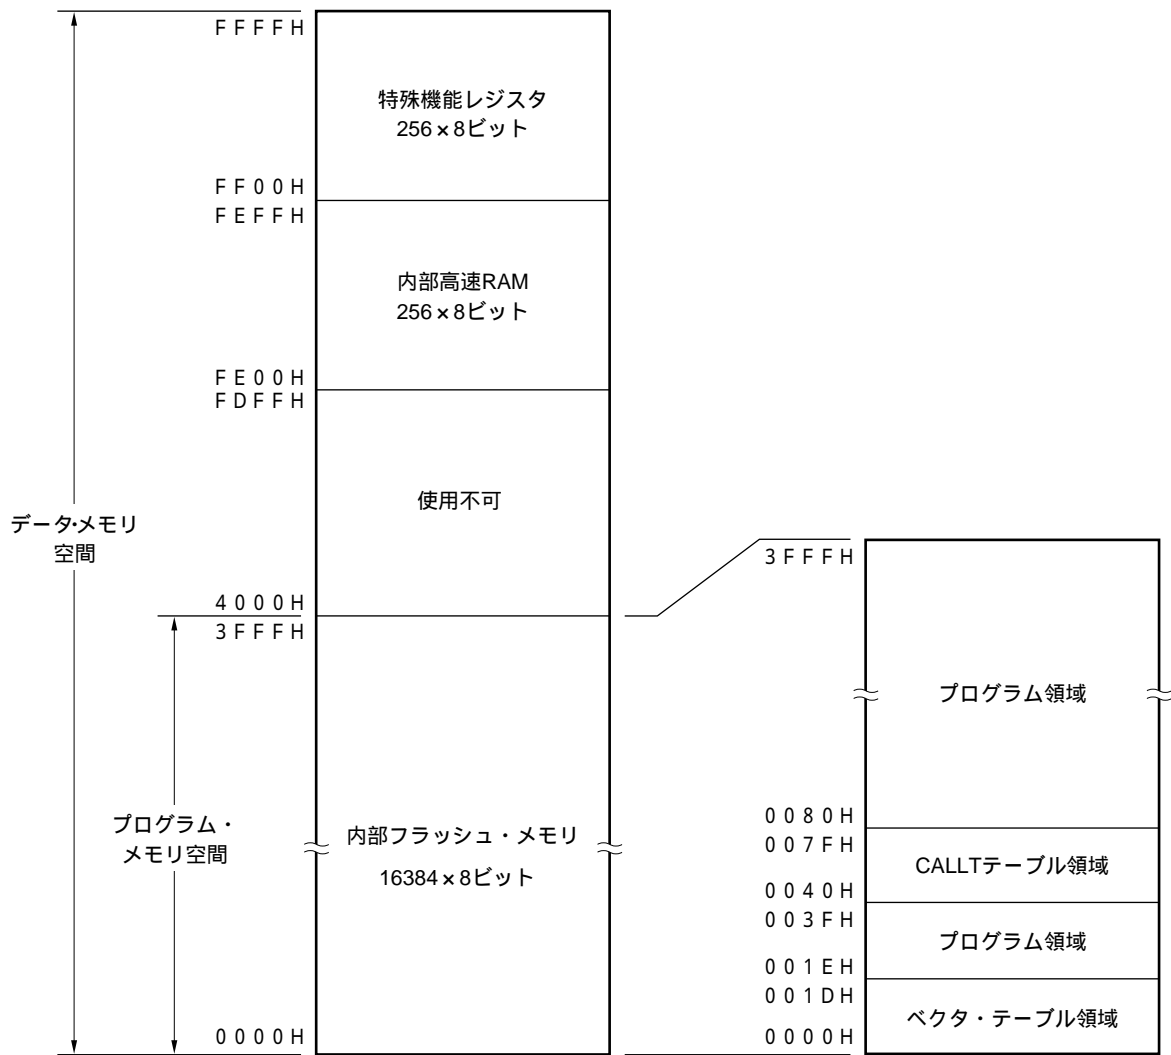 FFFFH
特殊機能レジスタ
256×8ビット
FF00H
FEFFH
内部高速RAM
256×8ビット
FE00H
FDFFH
使用不可
データ・メモリ
空間
4000H
3FFFH
プログラム・
メモリ空間
内部フラッシュ・メモリ
16384×8ビット
0000H
3FFFH
プログラム領域
0080H
007FH
CALLTテーブル領域
0040H
003FH
プログラム領域
001EH
001DH
ベクタ・テーブル領域
0000H